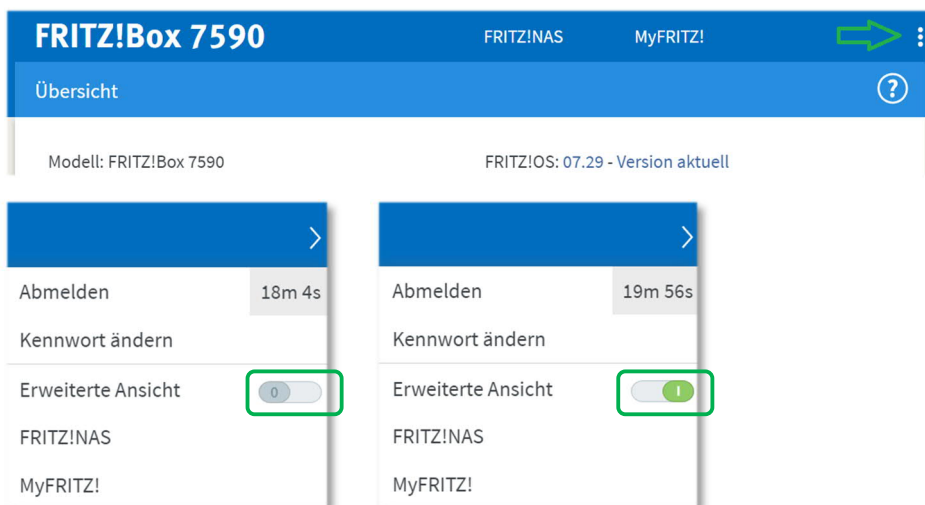 FRITZ!Box 7590 FRITZ!NAS MyFRITZ!
Übersicht ?
Modell: FRITZ!Box 7590 FRITZ!OS: 07.29 - Version aktuell
Abmelden 18m 4s
Kennwort ändern
Erweiterte Ansicht 0
FRITZ!NAS
MyFRITZ!
Abmelden 19m 56s
Kennwort ändern
Erweiterte Ansicht I
FRITZ!NAS
MyFRITZ!